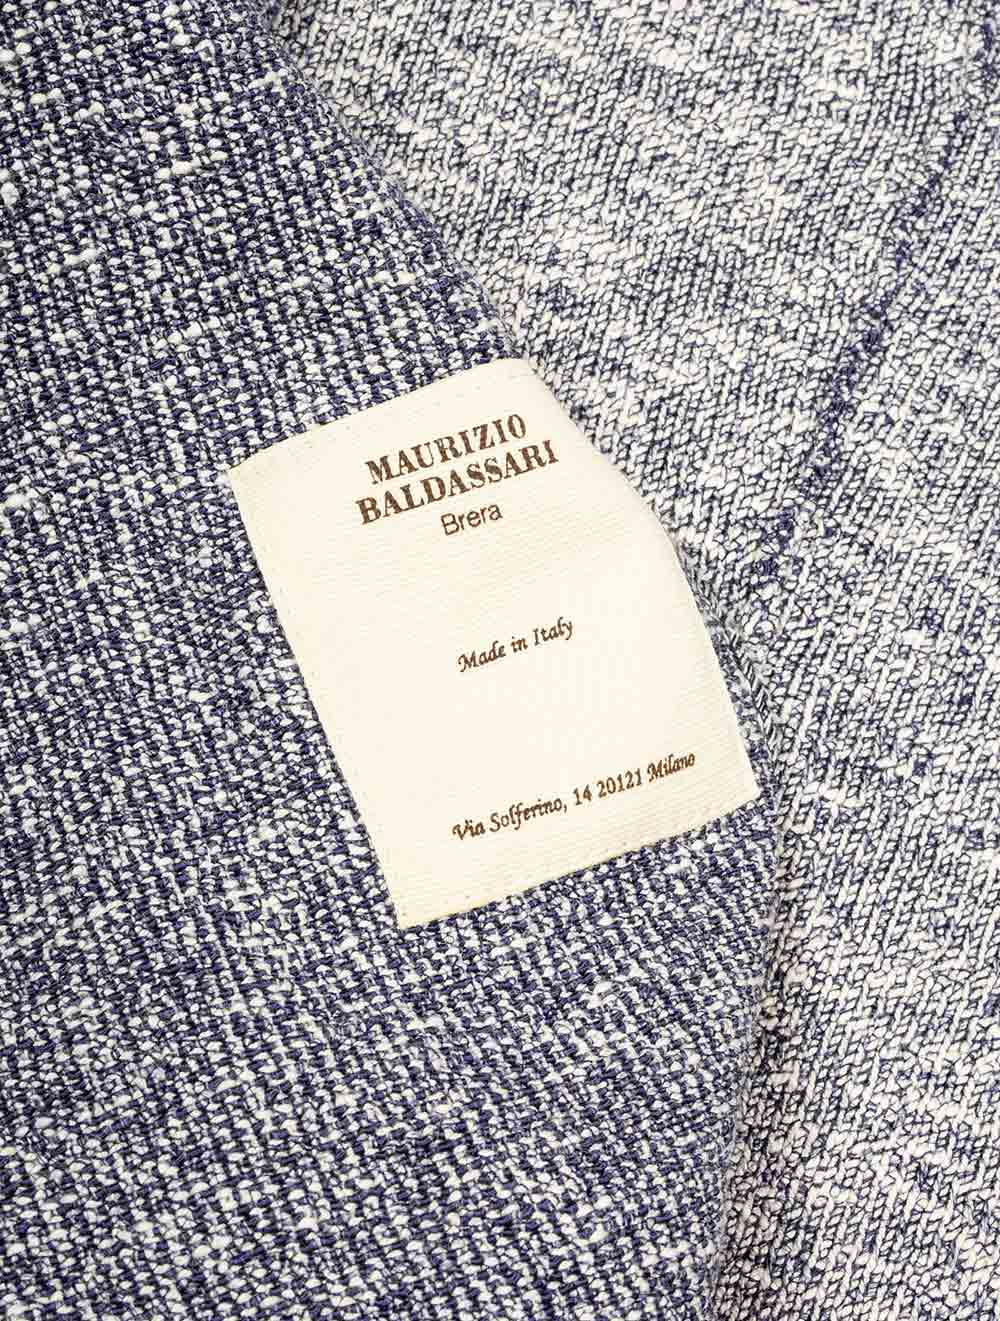 MAURIZIO
BALDASSARI
Brera
Made in Italy
Via Solferino, 14 20121 Milano